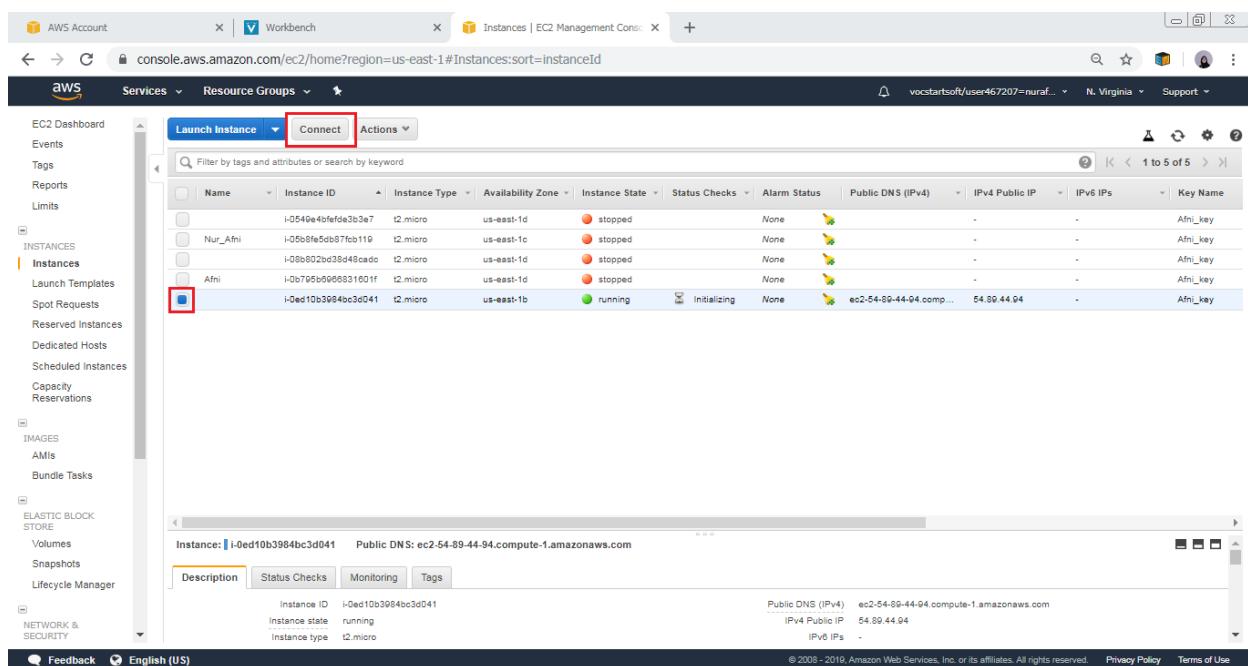 AWS Account
Workbench
Instances | EC2 Management Consc
console.aws.amazon.com/ec2/home?region=us-east-1#Instances:sort=instanceId
aws Services Resource Groups vocstartsoft/user467207=nuraf... N. Virginia Support
EC2 Dashboard
Events
Tags
Reports
Limits
INSTANCES
Instances
Launch Templates
Spot Requests
Reserved Instances
Dedicated Hosts
Scheduled Instances
Capacity
Reservations
IMAGES
AMIs
Bundle Tasks
ELASTIC BLOCK
STORE
Volumes
Snapshots
Lifecycle Manager
NETWORK &
SECURITY
Launch Instance Connect Actions
Filter by tags and attributes or search by keyword 1 to 5 of 5
Name Instance ID Instance Type Availability Zone Instance State Status Checks Alarm Status Public DNS (IPv4) IPv4 Public IP IPv6 IPs Key Name
i-0549e4bfefde3b3e7 t2.micro us-east-1d stopped None - - Afni_key
Nur_Afni i-05b8fe5db87fcb119 t2.micro us-east-1c stopped None - - Afni_key
i-08b802bd38d48cadc t2.micro us-east-1d stopped None - - Afni_key
Afni i-0b795b6966831601f t2.micro us-east-1d stopped None - - Afni_key
i-0ed10b3984bc3d041 t2.micro us-east-1b running Initializing None ec2-54-89-44-94.comp... 54.89.44.94 - Afni_key
Instance: i-0ed10b3984bc3d041 Public DNS: ec2-54-89-44-94.compute-1.amazonaws.com
Description Status Checks Monitoring Tags
Instance ID i-0ed10b3984bc3d041 Public DNS (IPv4) ec2-54-89-44-94.compute-1.amazonaws.com
Instance state running IPv4 Public IP 54.89.44.94
Instance type t2.micro IPv6 IPs -
Feedback English (US) © 2008 - 2019, Amazon Web Services, Inc. or its affiliates. All rights reserved. Privacy Policy Terms of Use